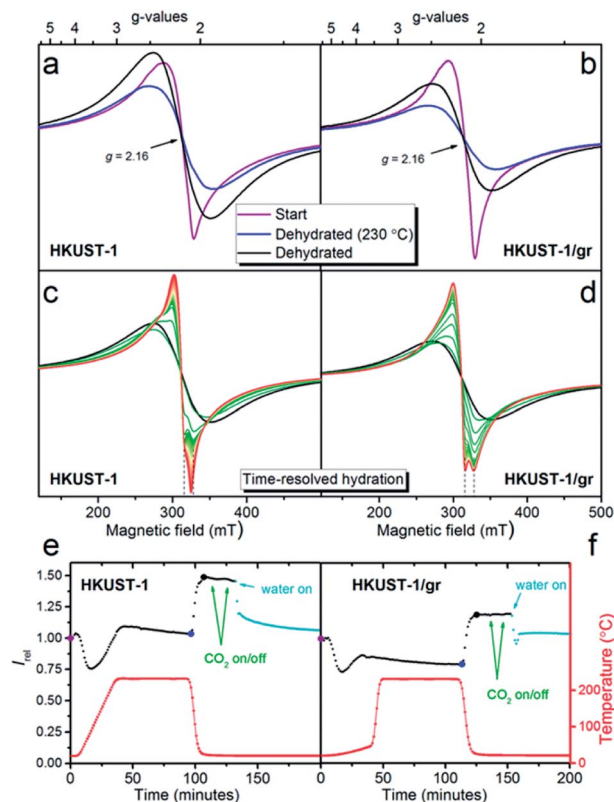 g-values
5 4 3 2
5 4 3 2
a
b
g = 2.16
g = 2.16
Start
Dehydrated (230 °C)
Dehydrated
HKUST-1
HKUST-1/gr
c
d
HKUST-1
HKUST-1/gr
Time-resolved hydration
200 300 400
200 300 400 500
Magnetic field (mT)
Magnetic field (mT)
e
f
HKUST-1
HKUST-1/gr
1.50
1.25
1.00
0.75
0.50
0.25
0.00
Irel
water on
water on
CO2 on/off
CO2 on/off
200
100
0
Temperature (°C)
0 50 100 150
0 50 100 150 200
Time (minutes)
Time (minutes)